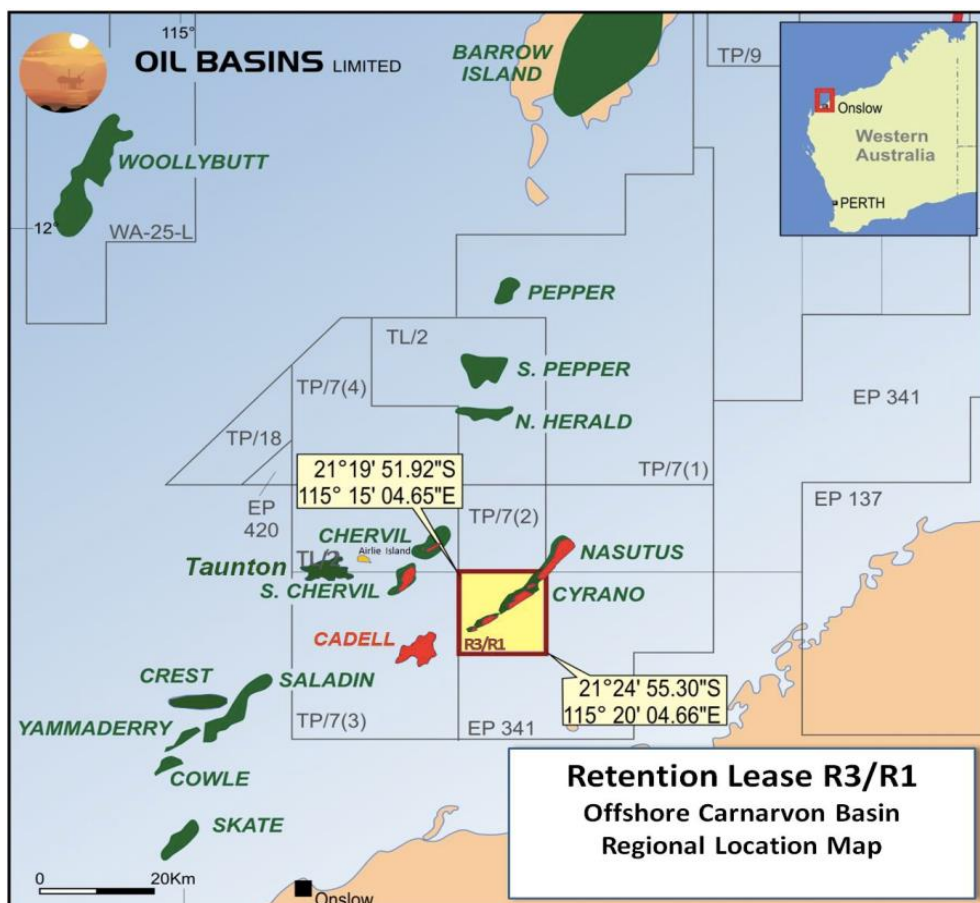 115°
OIL BASINS LIMITED
BARROW
ISLAND
TP/9
Onslow
Western
Australia
PERTH
WOOLLYBUTT
12°
WA-25-L
PEPPER
TL/2
S. PEPPER
TP/7(4)
EP 341
N. HERALD
TP/18
21°19' 51.92"S
115° 15' 04.65"E
TP/7(1)
EP
420
TP/7(2)
EP 137
CHERVIL
Airlie Island
NASUTUS
Taunton
S. CHERVIL
CYRANO
CADELL
R3/R1
CREST
SALADIN
21°24' 55.30"S
115° 20' 04.66"E
YAMMADERRY
TP/7(3)
EP 341
COWLE
Retention Lease R3/R1
Offshore Carnarvon Basin
Regional Location Map
SKATE
0 20Km
Onslow